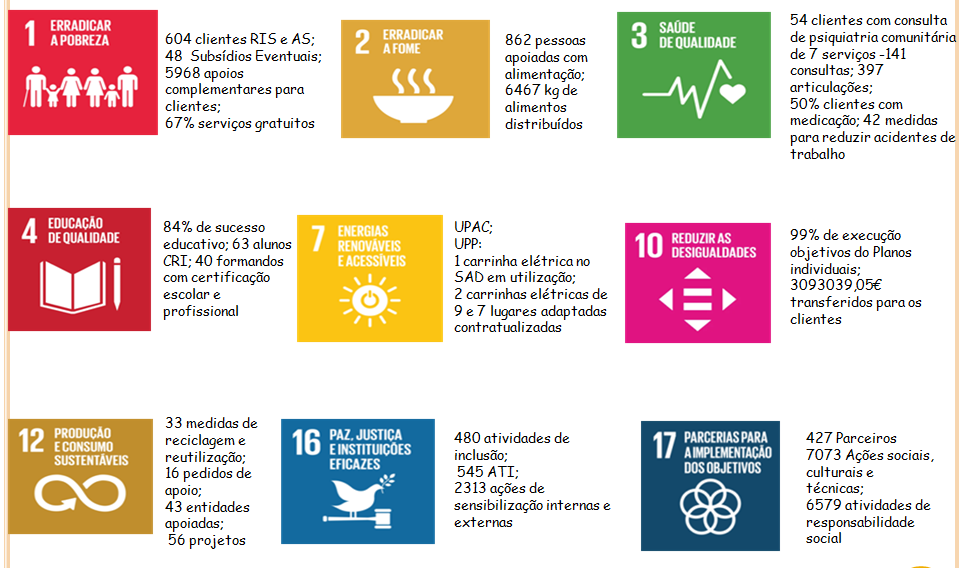 1 ERRADICAR
A POBREZA
604 clientes RIS e AS;
48 Subsídios Eventuais;
5968 apoios
complementares para
clientes;
67% serviços gratuitos
2 ERRADICAR
A FOME
862 pessoas
apoiadas com
alimentação;
6467 kg de
alimentos
distribuídos
3 SAÚDE
DE QUALIDADE
54 clientes com consulta
de psiquiatria comunitária
de 7 serviços -141
consultas; 397
articulações;
50% clientes com
medicação; 42 medidas
para reduzir acidentes de
trabalho
4 EDUCAÇÃO
DE QUALIDADE
84% de sucesso
educativo; 63 alunos
CRI; 40 formandos
com certificação
escolar e
profissional
7 ENERGIAS
RENOVÁVEIS
E ACESSÍVEIS
UPAC;
UPP:
1 carrinha elétrica no
SAD em utilização;
2 carrinhas elétricas de
9 e 7 lugares adaptadas
contratualizadas
10 REDUZIR AS
DESIGUALDADES
99% de execução
objetivos do Planos
individuais;
3093039,05€
transferidos para os
clientes
12 PRODUÇÃO
E CONSUMO
SUSTENTÁVEIS
33 medidas de
reciclagem e
reutilização;
16 pedidos de
apoio;
43 entidades
apoiadas;
56 projetos
16 PAZ, JUSTIÇA
E INSTITUIÇÕES
EFICAZES
480 atividades de
inclusão;
545 ATI;
2313 ações de
sensibilização internas e
externas
17 PARCERIAS PARA
A IMPLEMENTAÇÃO
DOS OBJETIVOS
427 Parceiros
7073 Ações sociais,
culturais e
técnicas;
6579 atividades de
responsabilidade
social